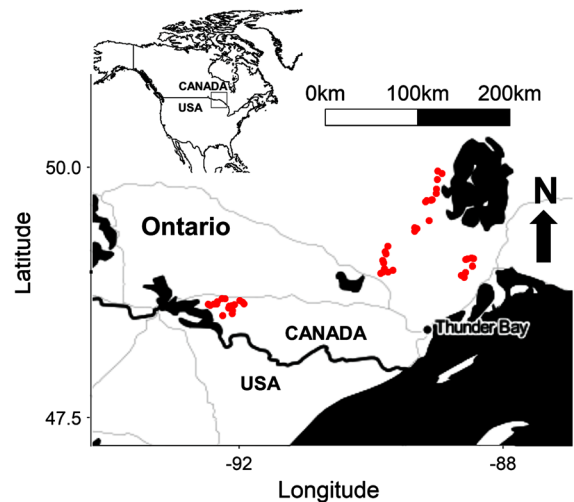 CANADA
USA
0km 100km 200km
50.0
N
Ontario
Latitude
CANADA
Thunder Bay
USA
47.5
-92 -88
Longitude